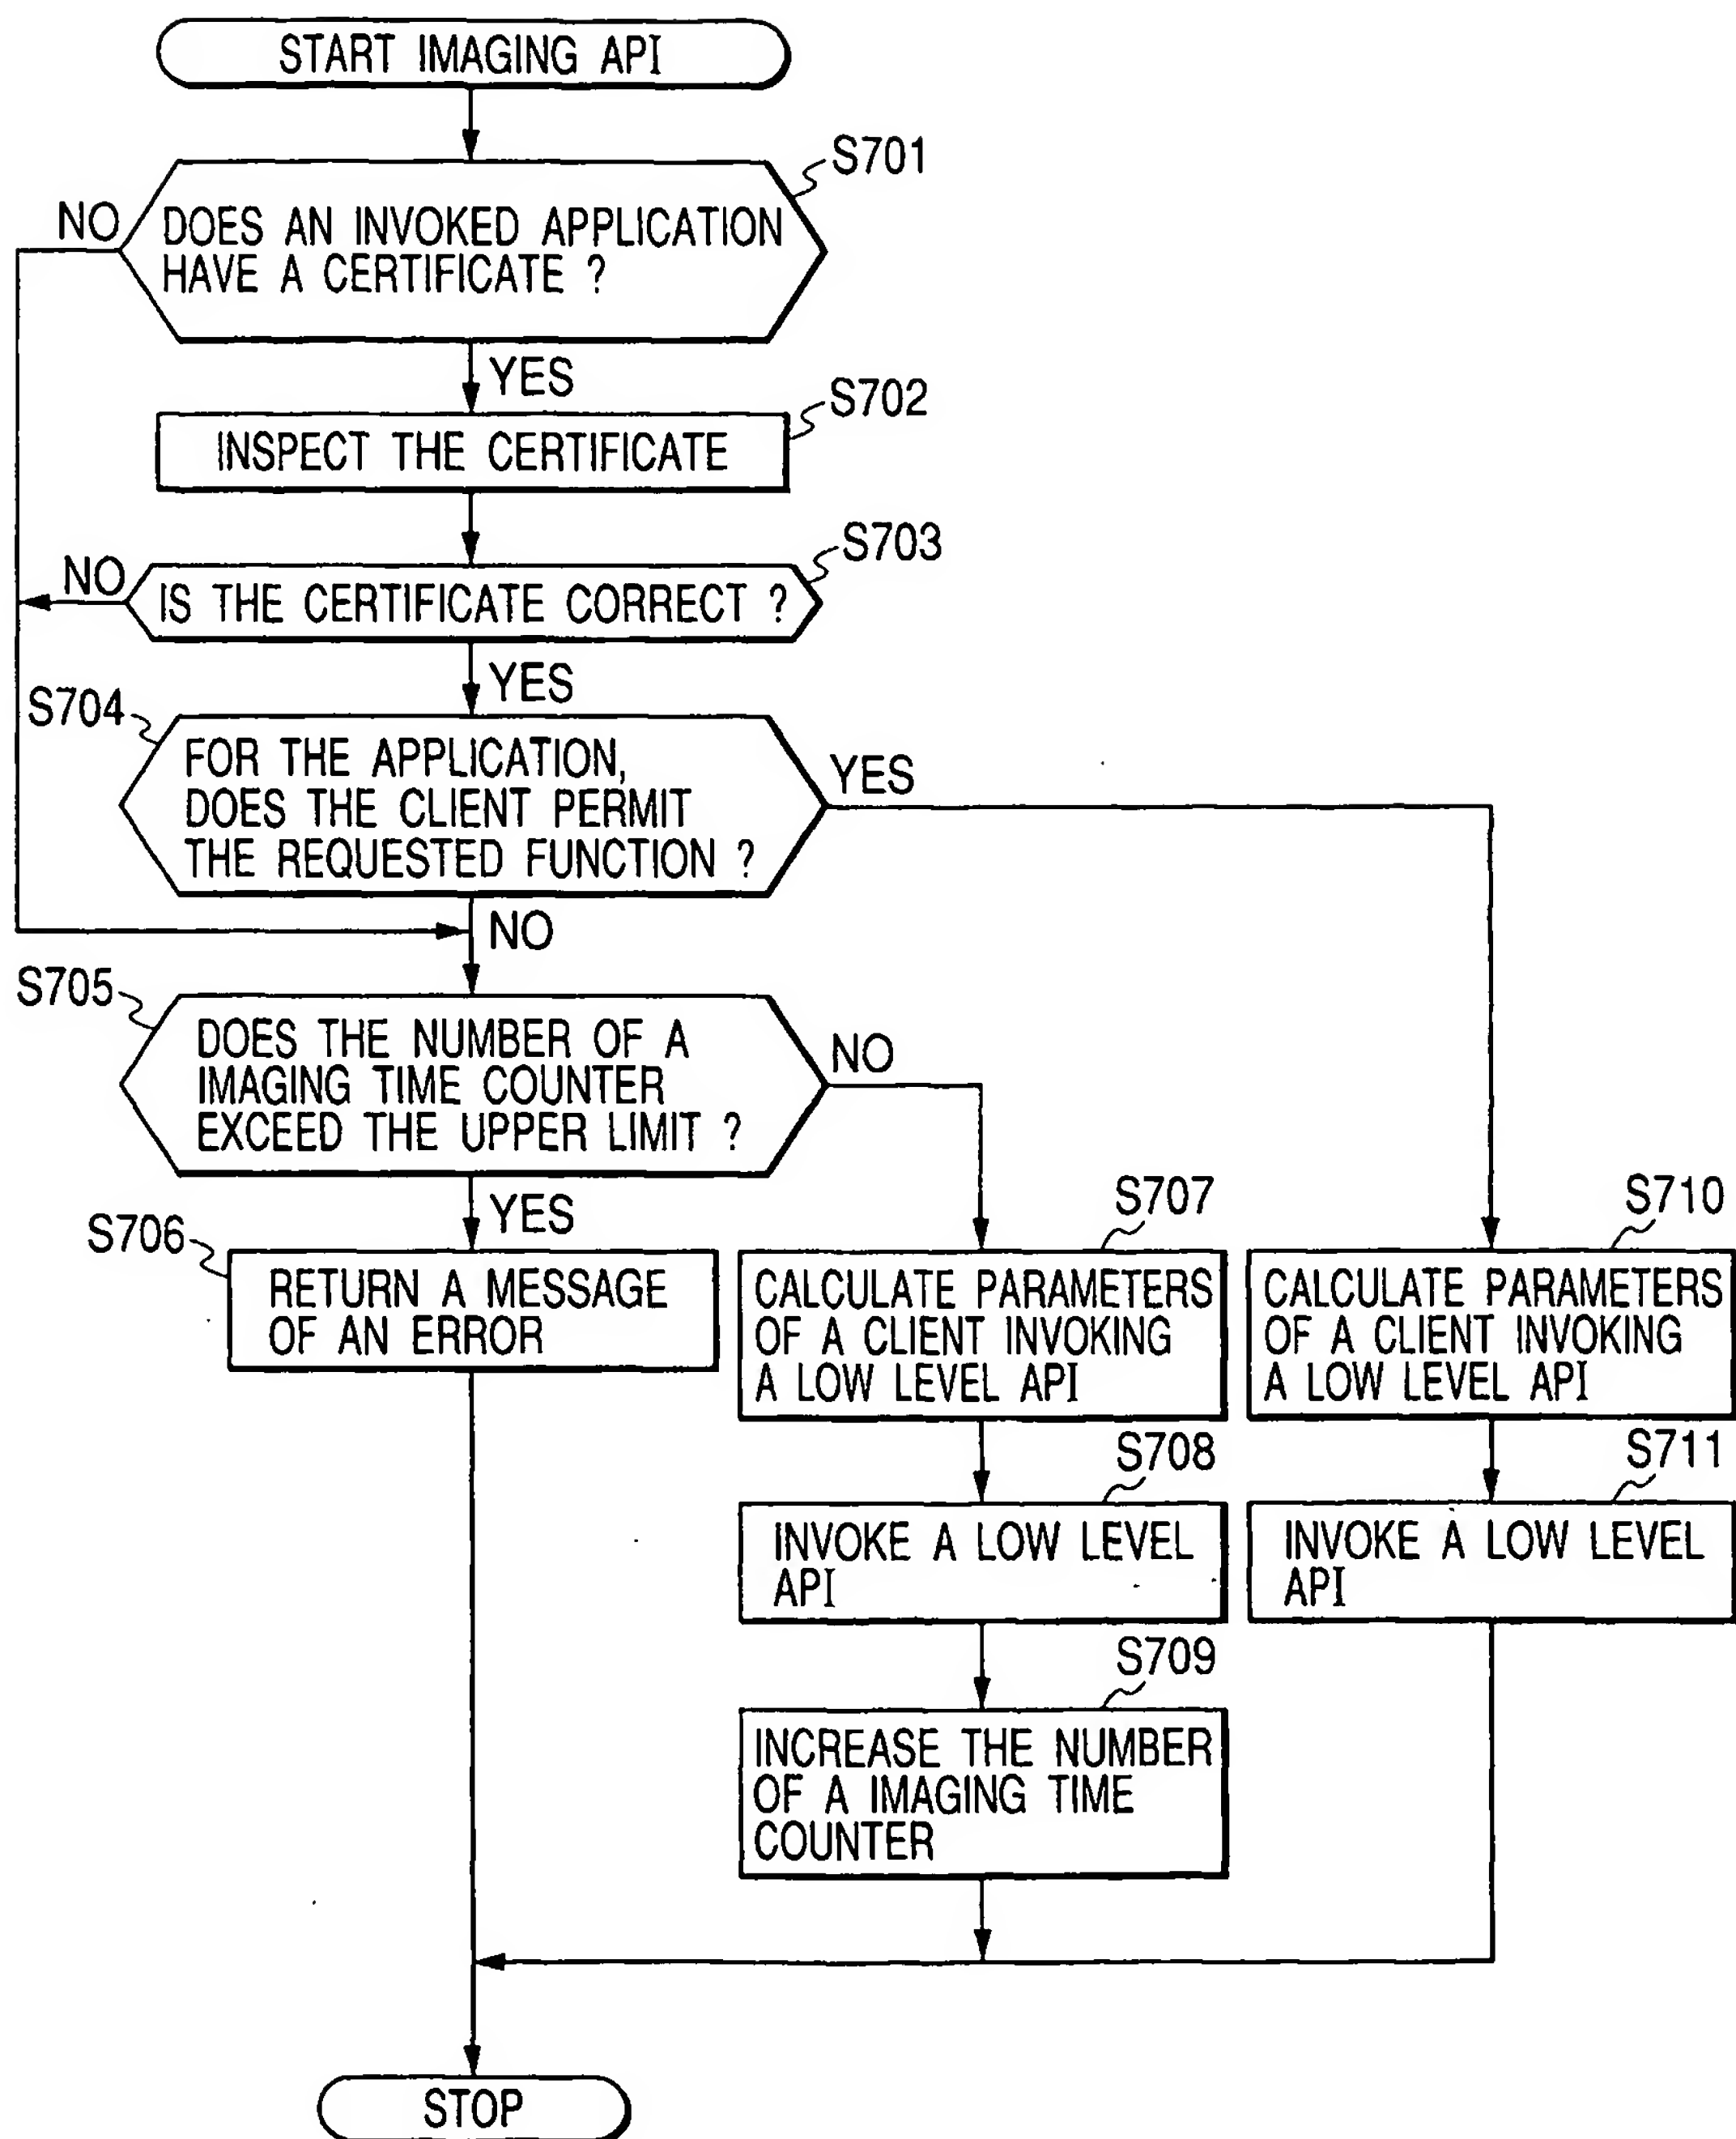 START IMAGING API
S701
NO
DOES AN INVOKED APPLICATION
HAVE A CERTIFICATE ?
YES
S702
INSPECT THE CERTIFICATE
S703
NO
IS THE CERTIFICATE CORRECT ?
YES
S704
FOR THE APPLICATION,
DOES THE CLIENT PERMIT
THE REQUESTED FUNCTION ?
YES
NO
S705
DOES THE NUMBER OF A
IMAGING TIME COUNTER
EXCEED THE UPPER LIMIT ?
NO
YES
S706
RETURN A MESSAGE
OF AN ERROR
S707
CALCULATE PARAMETERS
OF A CLIENT INVOKING
A LOW LEVEL API
S710
CALCULATE PARAMETERS
OF A CLIENT INVOKING
A LOW LEVEL API
S708
INVOKE A LOW LEVEL
API
S711
INVOKE A LOW LEVEL
API
S709
INCREASE THE NUMBER
OF A IMAGING TIME
COUNTER
STOP